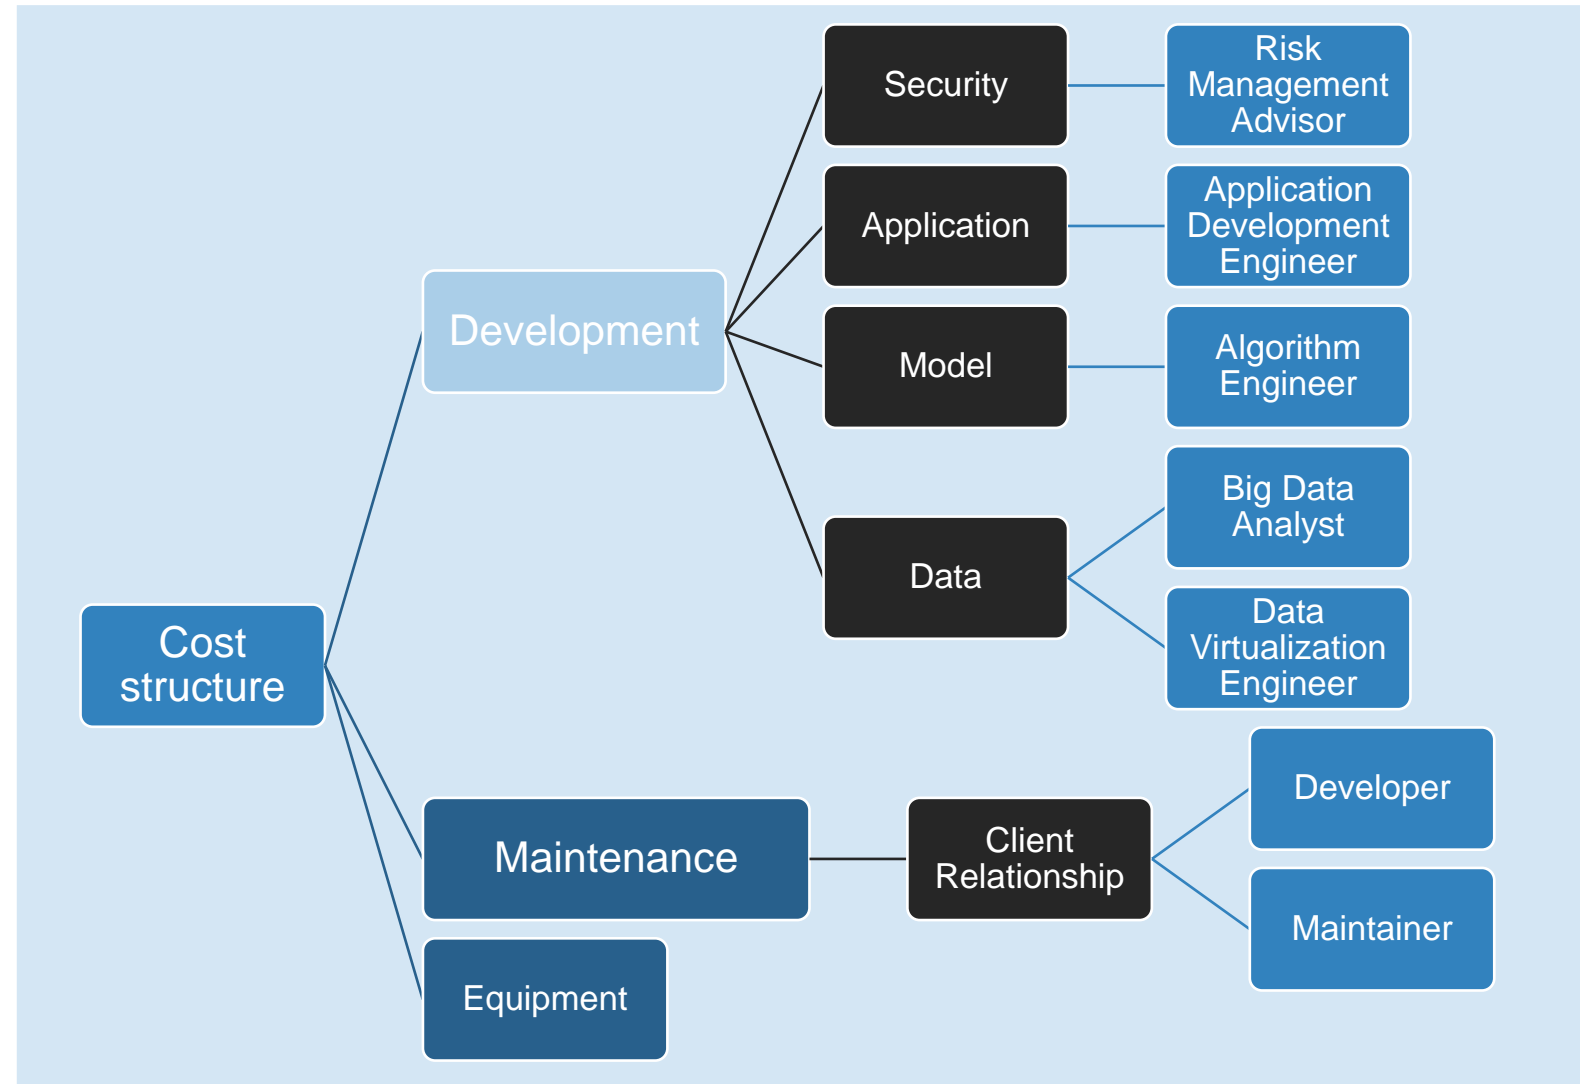 Cost
structure
Development
Security
Risk
Management
Advisor
Application
Application
Development
Engineer
Model
Algorithm
Engineer
Data
Big Data
Analyst
Data
Virtualization
Engineer
Maintenance
Client
Relationship
Developer
Maintainer
Equipment